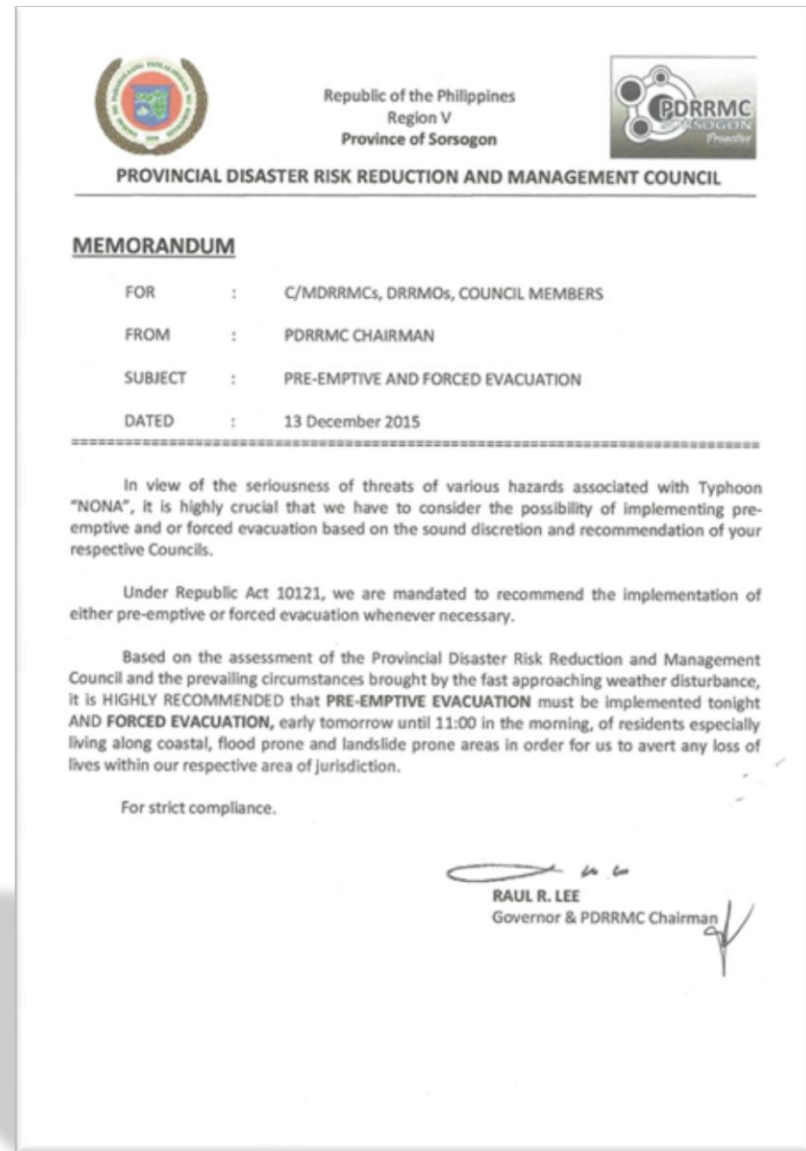 Republic of the Philippines
Region V
Province of Sorsogon
PDRRMC
SORSOGON
Proactive
PROVINCIAL DISASTER RISK REDUCTION AND MANAGEMENT COUNCIL
MEMORANDUM
FOR : C/MDRRMCs, DRRMOs, COUNCIL MEMBERS
FROM : PDRRMC CHAIRMAN
SUBJECT : PRE-EMPTIVE AND FORCED EVACUATION
DATED : 13 December 2015
In view of the seriousness of threats of various hazards associated with Typhoon
"NONA", it is highly crucial that we have to consider the possibility of implementing pre-
emptive and or forced evacuation based on the sound discretion and recommendation of your
respective Councils.
Under Republic Act 10121, we are mandated to recommend the implementation of
either pre-emptive or forced evacuation whenever necessary.
Based on the assessment of the Provincial Disaster Risk Reduction and Management
Council and the prevailing circumstances brought by the fast approaching weather disturbance,
it is HIGHLY RECOMMENDED that PRE-EMPTIVE EVACUATION must be implemented tonight
AND FORCED EVACUATION, early tomorrow until 11:00 in the morning, of residents especially
living along coastal, flood prone and landslide prone areas in order for us to avert any loss of
lives within our respective area of jurisdiction.
For strict compliance.
RAUL R. LEE
Governor & PDRRMC Chairman